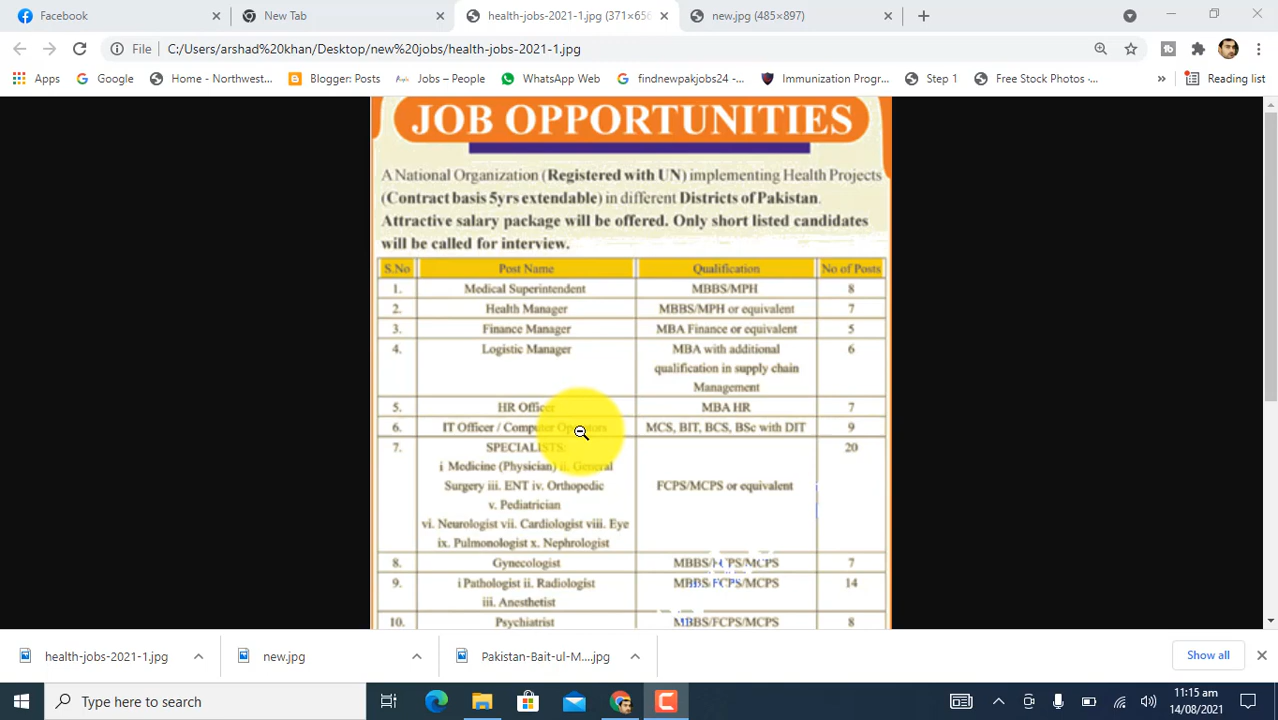 Facebook
New Tab
health-jobs-2021-1.jpg (371×656
new.jpg (485×897)
File
C:/Users/arshad%20khan/Desktop/new%20jobs/health-jobs-2021-1.jpg
Apps
Google
Home - Northwest...
Blogger: Posts
Jobs – People
WhatsApp Web
findnewpakjobs24 -...
Immunization Progr...
Step 1
Free Stock Photos -...
»
Reading list
JOB OPPORTUNITIES
A National Organization (Registered with UN) implementing Health Projects
(Contract basis 5yrs extendable) in different Districts of Pakistan.
Attractive salary package will be offered. Only short listed candidates
will be called for interview.
S.No Post Name Qualification No of Posts
1. Medical Superintendent MBBS/MPH 8
2. Health Manager MBBS/MPH or equivalent 7
3. Finance Manager MBA Finance or equivalent 5
4. Logistic Manager MBA with additional 6
qualification in supply chain
Management
5. HR Officer MBA HR 7
6. IT Officer / Computer Operators MCS, BIT, BCS, BSc with DIT 9
7. SPECIALISTS: 20
i Medicine (Physician) ii. General
Surgery iii. ENT iv. Orthopedic FCPS/MCPS or equivalent
v. Pediatrician
vi. Neurologist vii. Cardiologist viii. Eye
ix. Pulmonologist x. Nephrologist
8. Gynecologist MBBS/FCPS/MCPS 7
9. i Pathologist ii. Radiologist MBBS/FCPS/MCPS 14
iii. Anesthetist
10. Psychiatrist MBBS/FCPS/MCPS 8
health-jobs-2021-1.jpg
new.jpg
Pakistan-Bait-ul-M....jpg
Show all
Type here to search
11:15 am
14/08/2021